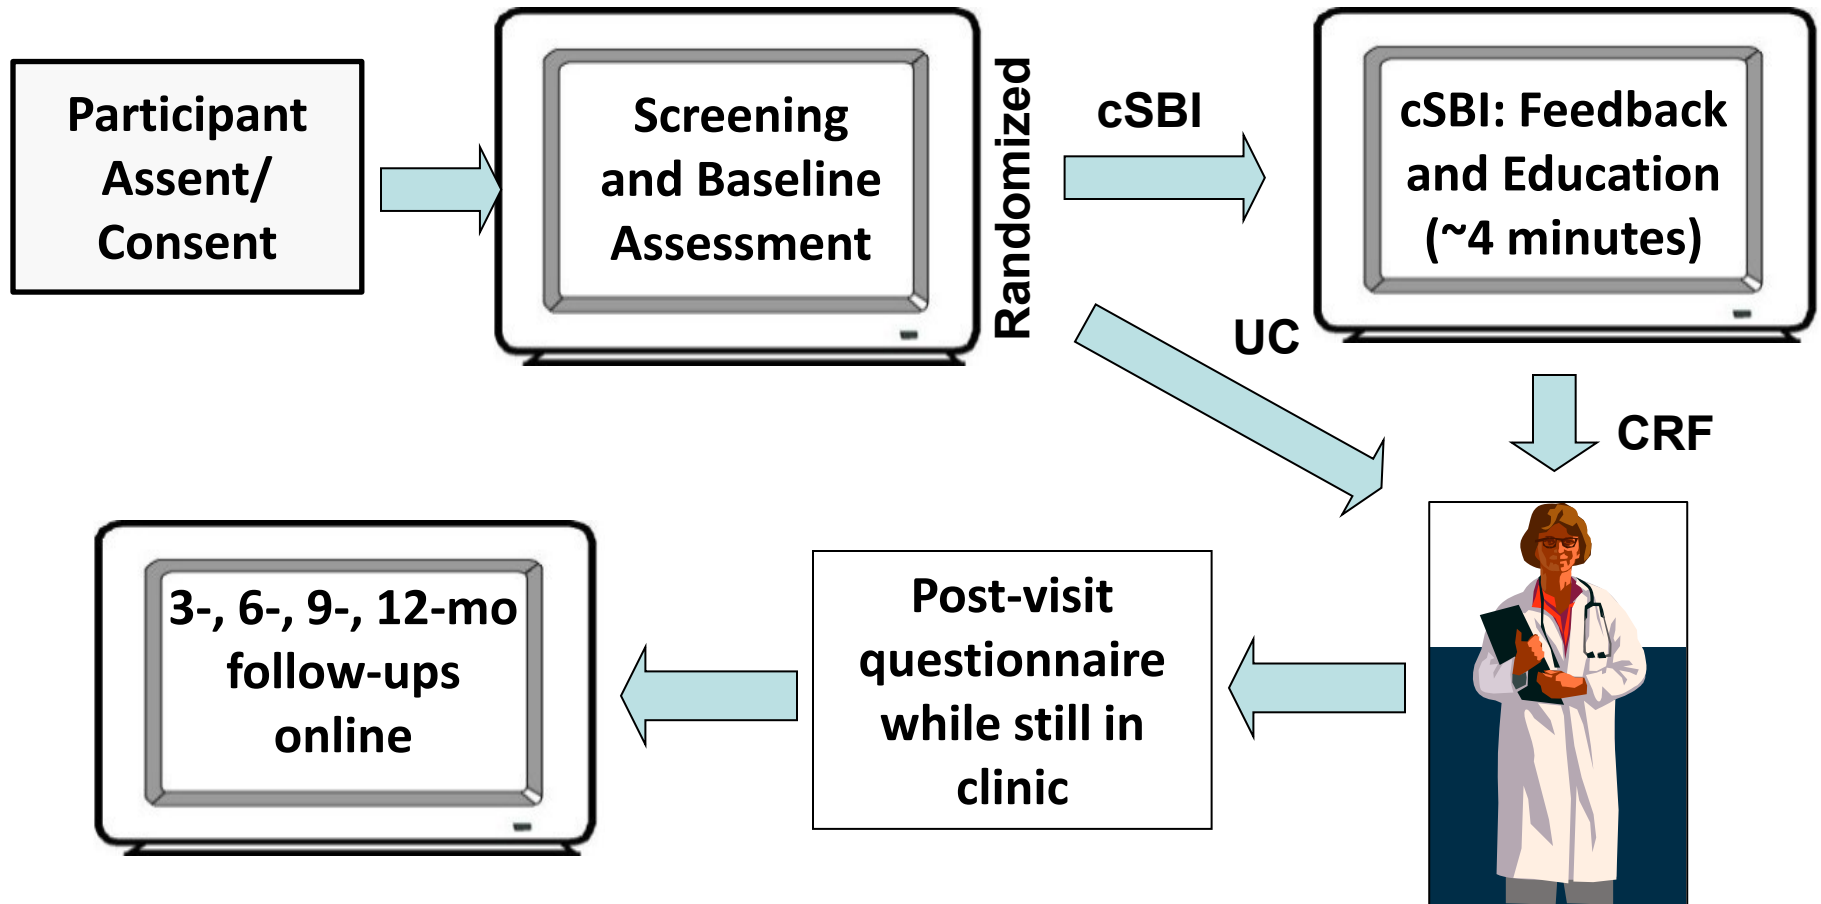 Participant
Assent/
Consent
Screening
and Baseline
Assessment
Randomized
cSBI
cSBI: Feedback
and Education
(~4 minutes)
UC
CRF
Post-visit
questionnaire
while still in
clinic
3-, 6-, 9-, 12-mo
follow-ups
online